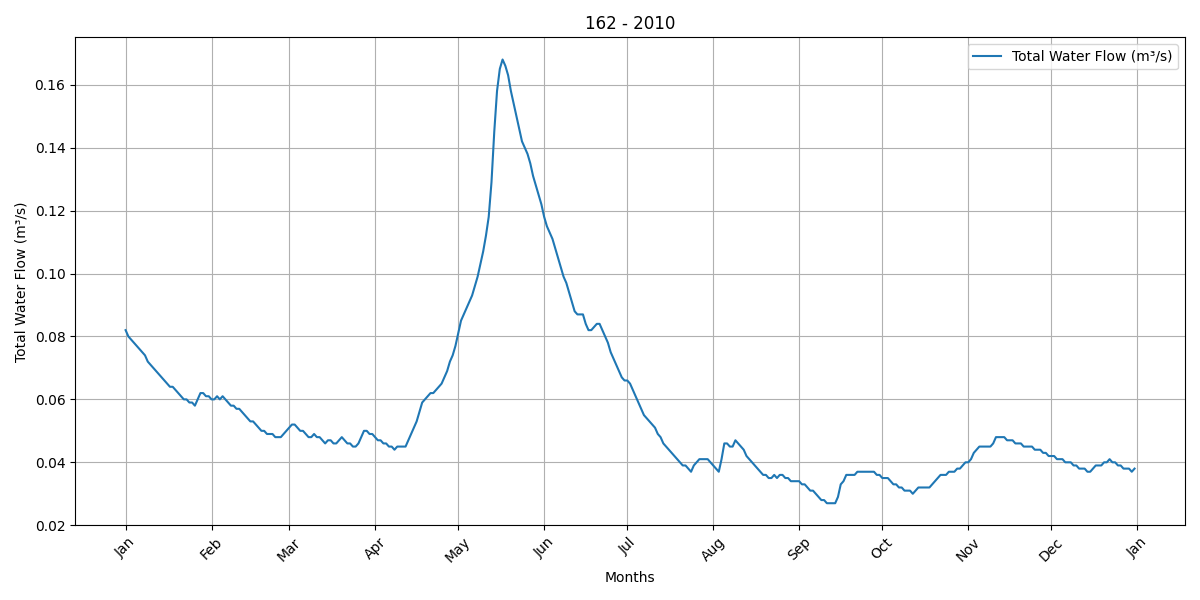 162 - 2010
Total Water Flow (m³/s)
Total Water Flow (m³/s)
0.16
0.14
0.12
0.10
0.08
0.06
0.04
0.02
Jan Feb Mar Apr May Jun Jul Aug Sep Oct Nov Dec Jan
Months